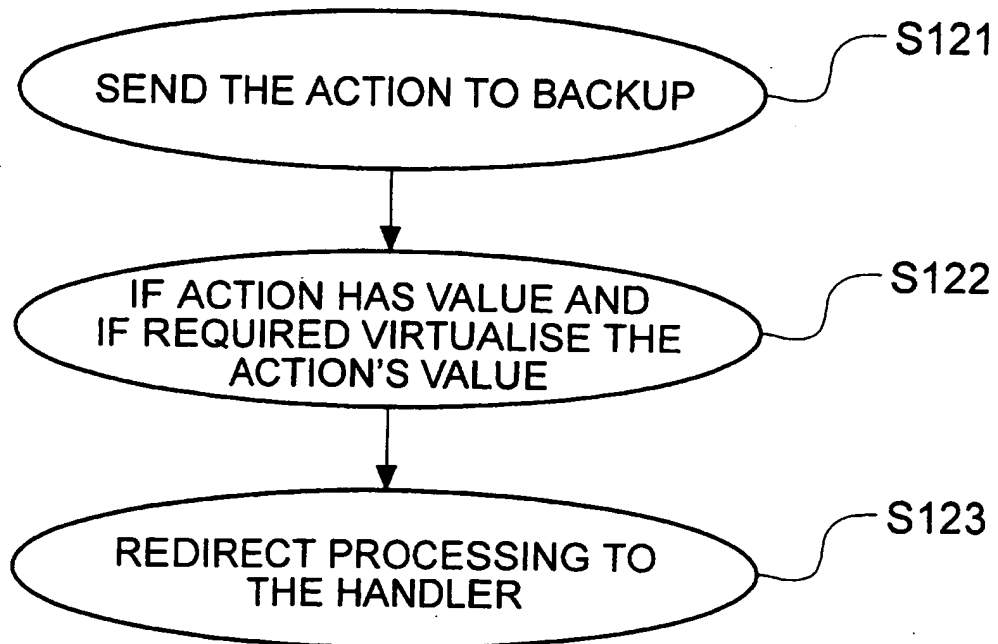 SEND THE ACTION TO BACKUP
S121
IF ACTION HAS VALUE AND
IF REQUIRED VIRTUALISE THE
ACTION'S VALUE
S122
REDIRECT PROCESSING TO
THE HANDLER
S123